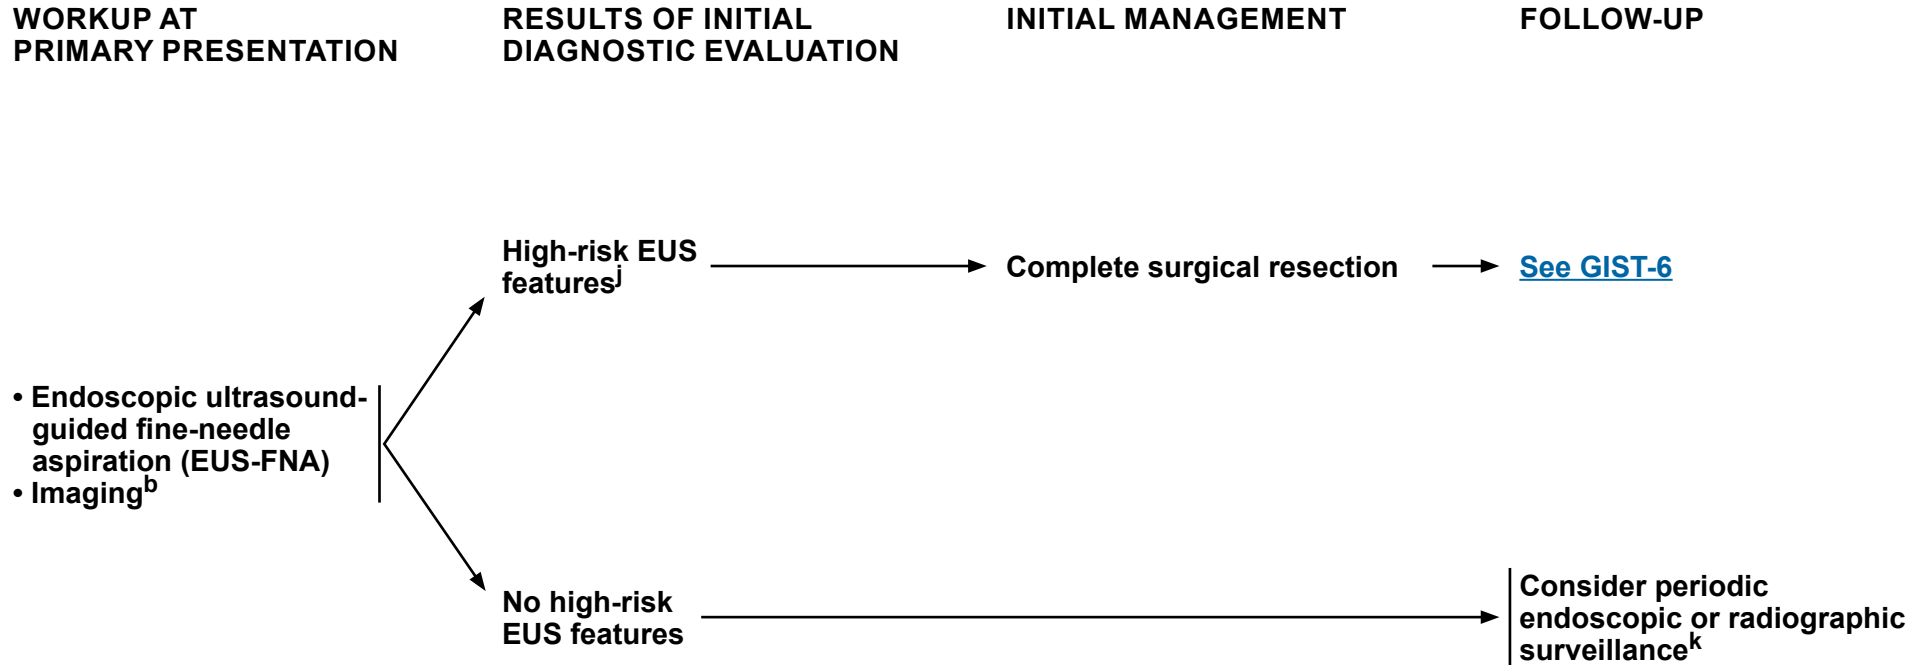 WORKUP AT
PRIMARY PRESENTATION
RESULTS OF INITIAL
DIAGNOSTIC EVALUATION
INITIAL MANAGEMENT
FOLLOW-UP
High-risk EUS
featuresj
Complete surgical resection
See GIST-6
• Endoscopic ultrasound-
guided fine-needle
aspiration (EUS-FNA)
• Imagingb
No high-risk
EUS features
Consider periodic
endoscopic or radiographic
surveillancek